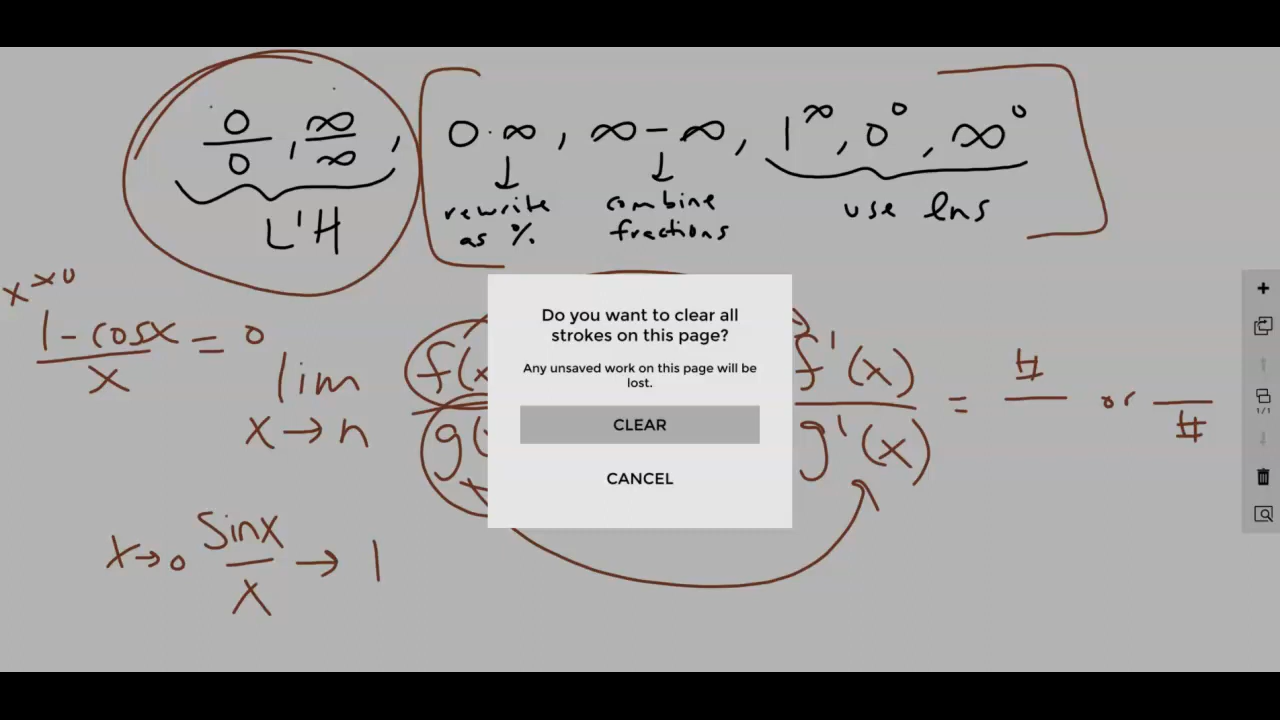 0/0, ∞/∞, 0·∞, ∞-∞, 1^∞, 0^0, ∞^0
L'H
rewrite as %
combine fractions
use lns
x→0
1-cosx/x = 0
lim x→n
f(x
g(
f'(x)/g'(x) = #/ or /#
Do you want to clear all
strokes on this page?
Any unsaved work on this page will be
lost.
CLEAR
CANCEL
x→0 sinx/x → 1
1/1